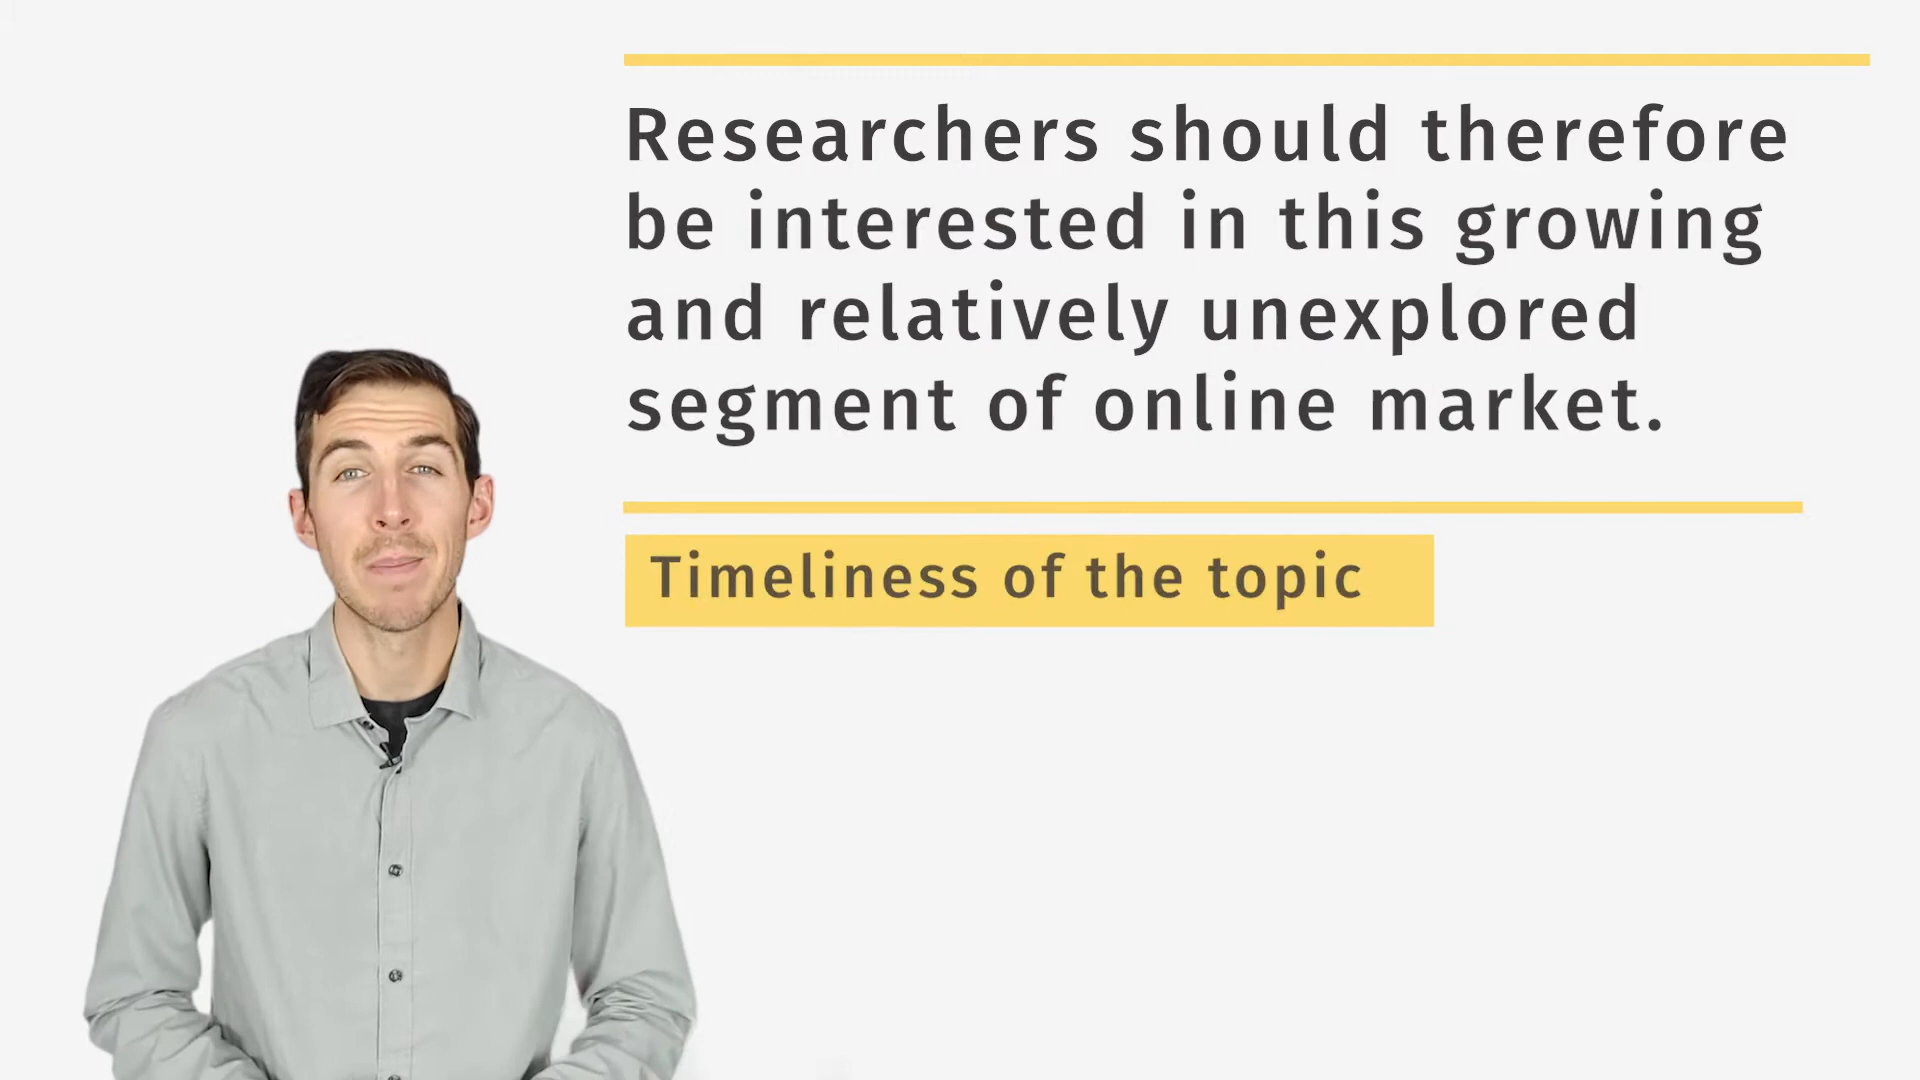 Researchers should therefore
be interested in this growing
and relatively unexplored
segment of online market.
Timeliness of the topic